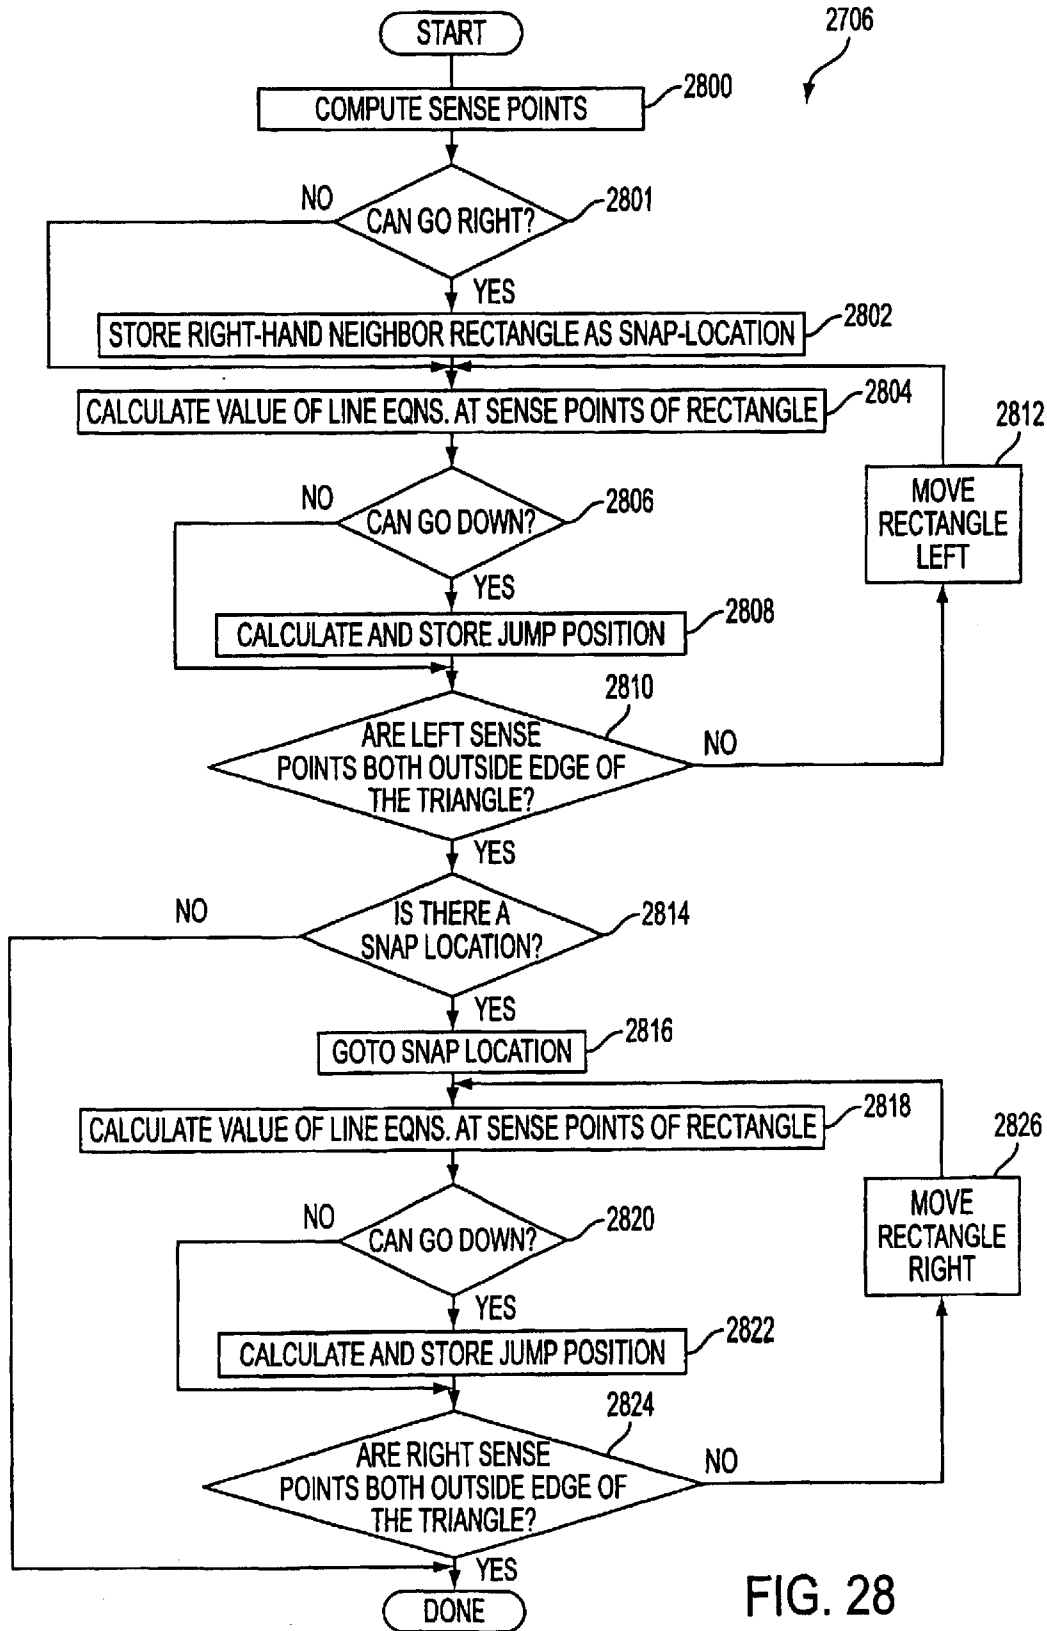 START
2706
COMPUTE SENSE POINTS
2800
NO
CAN GO RIGHT?
2801
YES
STORE RIGHT-HAND NEIGHBOR RECTANGLE AS SNAP-LOCATION
2802
CALCULATE VALUE OF LINE EQNS. AT SENSE POINTS OF RECTANGLE
2804
2812
MOVE
RECTANGLE
LEFT
NO
CAN GO DOWN?
2806
YES
CALCULATE AND STORE JUMP POSITION
2808
2810
ARE LEFT SENSE
POINTS BOTH OUTSIDE EDGE OF
THE TRIANGLE?
NO
YES
NO
IS THERE A
SNAP LOCATION?
2814
YES
GOTO SNAP LOCATION
2816
CALCULATE VALUE OF LINE EQNS. AT SENSE POINTS OF RECTANGLE
2818
2826
MOVE
RECTANGLE
RIGHT
NO
CAN GO DOWN?
2820
YES
CALCULATE AND STORE JUMP POSITION
2822
2824
ARE RIGHT SENSE
POINTS BOTH OUTSIDE EDGE OF
THE TRIANGLE?
NO
YES
DONE
FIG. 28